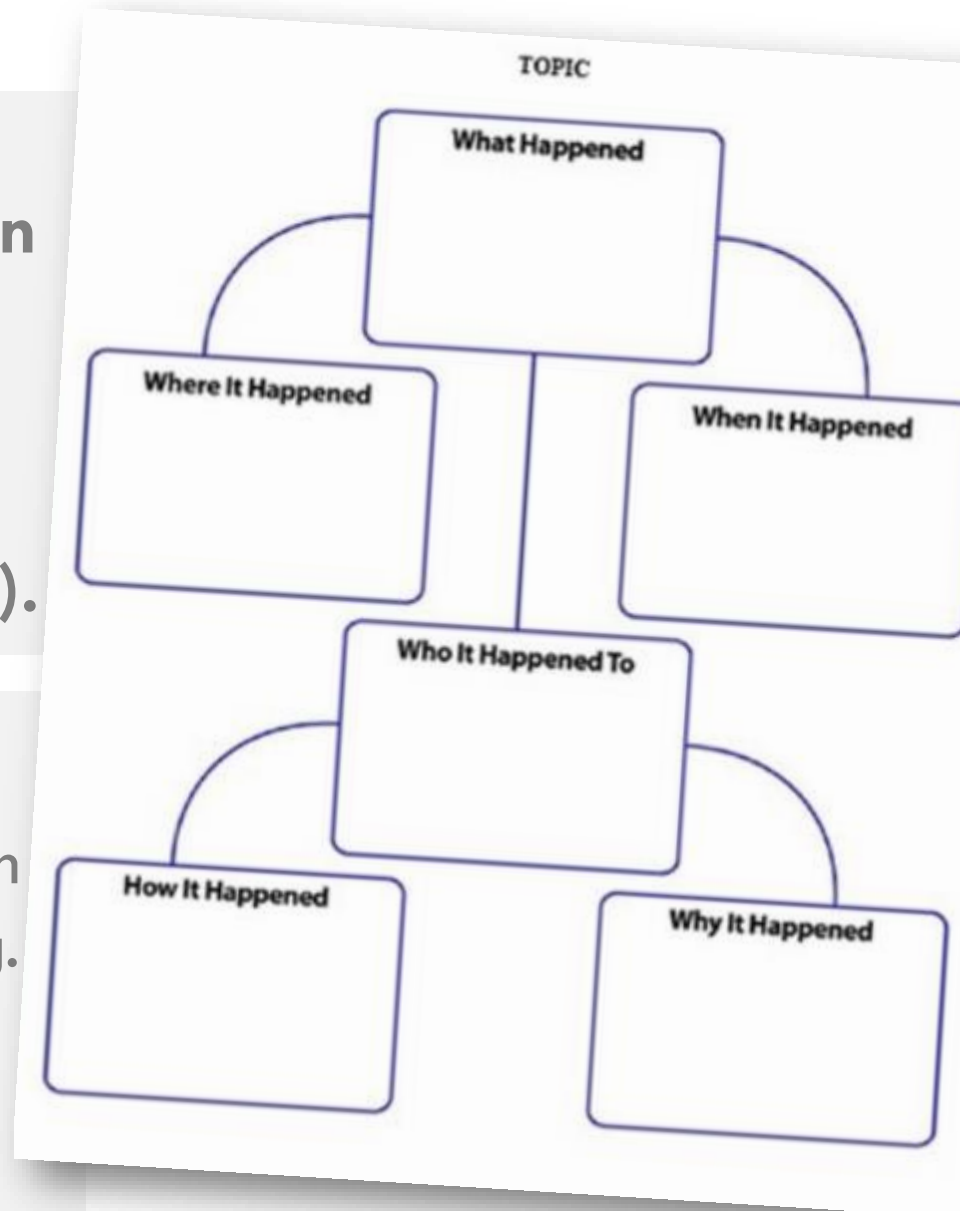 TOPIC
What Happened
Where It Happened
When It Happened
Who It Happened To
How It Happened
Why It Happened
n
).